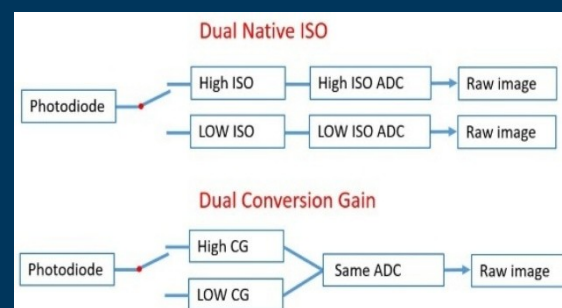 Dual Native ISO
High ISO High ISO ADC Raw image
Photodiode
LOW ISO LOW ISO ADC Raw image
Dual Conversion Gain
High CG
Photodiode Same ADC Raw image
LOW CG